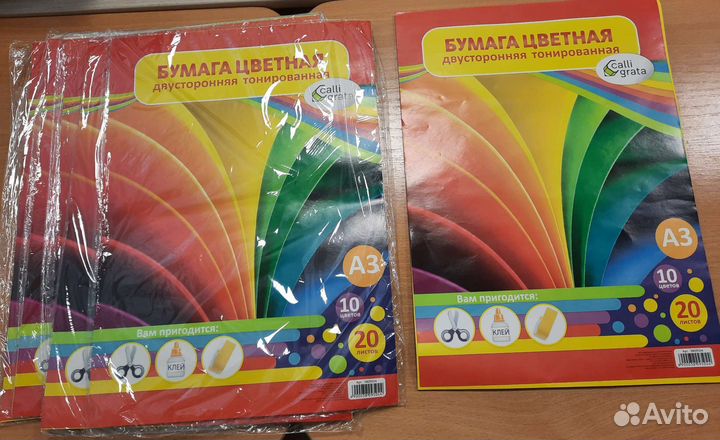 БУМАГА ЦВЕТНАЯ
двусторонняя тонированная
calli
grata
А3
10
цветов
20
листов
Вам пригодится:
КЛЕЙ
БУМАГА ЦВЕТНАЯ
двусторонняя тонированная
calli
grata
А3
10
цветов
20
листов
Вам пригодится:
КЛЕЙ
Avito